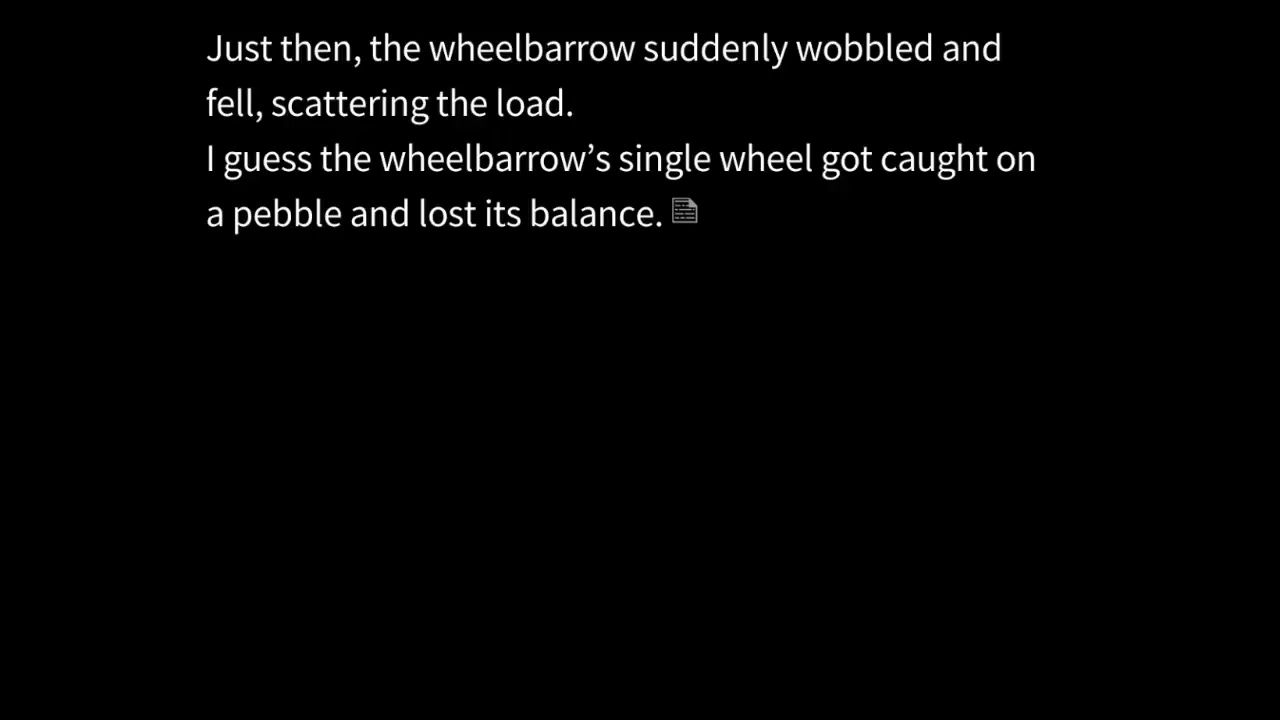 Just then, the wheelbarrow suddenly wobbled and
fell, scattering the load.
I guess the wheelbarrow’s single wheel got caught on
a pebble and lost its balance.